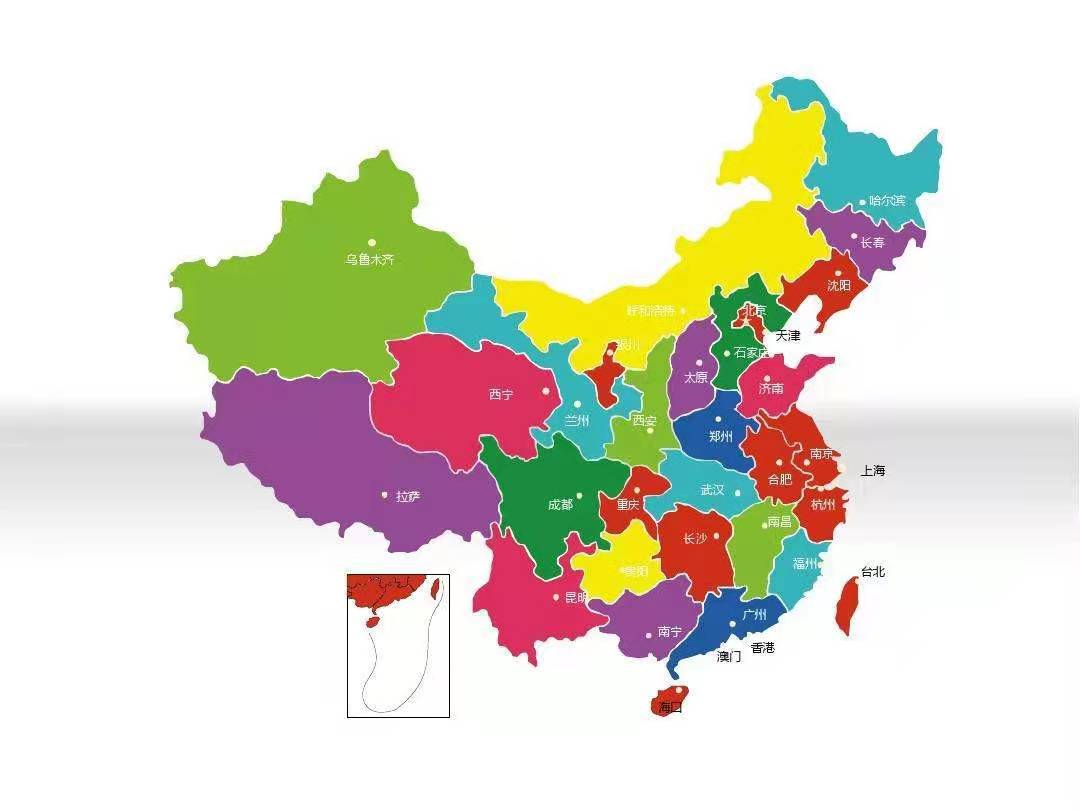 哈尔滨
长春
乌鲁木齐
沈阳
呼和浩特
北京
天津
银川
石家庄
太原
济南
西宁
兰州
西安
郑州
南京
上海
合肥
拉萨
武汉
成都
重庆
杭州
南昌
长沙
福州
贵阳
台北
昆明
广州
南宁
香港
澳门
海口